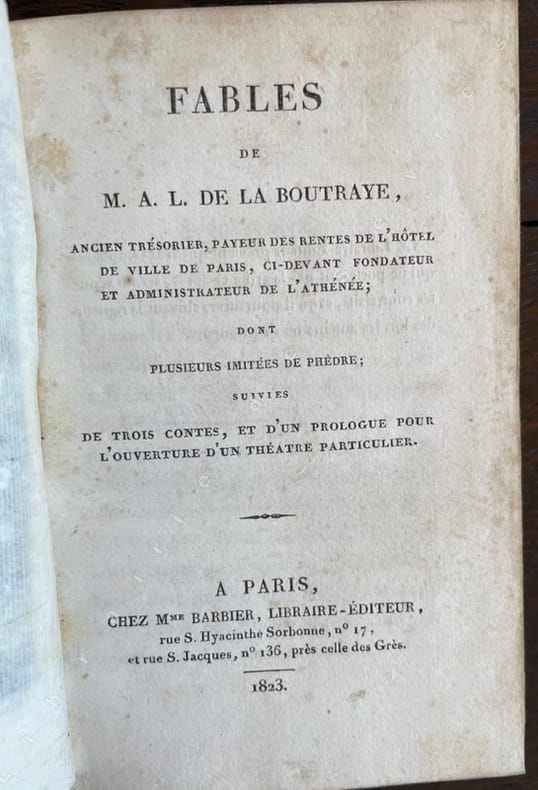 FABLES
DE
M. A. L. DE LA BOUTRAYE,
ANCIEN TRÉSORIER, PAYEUR DES RENTES DE L'HÔTEL
DE VILLE DE PARIS, CI-DEVANT FONDATEUR
ET ADMINISTRATEUR DE L'ATHÉNÉE;
DONT
PLUSIEURS IMITÉES DE PHÈDRE;
SUIVIES
DE TROIS CONTES, ET D'UN PROLOGUE POUR
L'OUVERTURE D'UN THÉATRE PARTICULIER.
A PARIS,
CHEZ MME BARBIER, LIBRAIRE-ÉDITEUR,
rue S. Hyacinthe Sorbonne, nº 17,
et rue S. Jacques, nº 136, près celle des Grès.
1823.